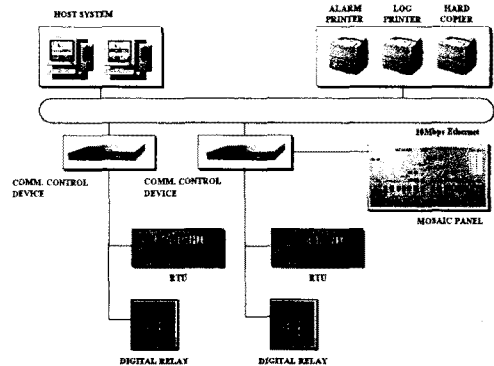 HOST SYSTEM
ALARM
PRINTER
LOG
PRINTER
HARD
COPIER
10Mbps Ethernet
COMM. CONTROL
DEVICE
COMM. CONTROL
DEVICE
MOSAIC PANEL
RTU
RTU
DIGITAL RELAY
DIGITAL RELAY